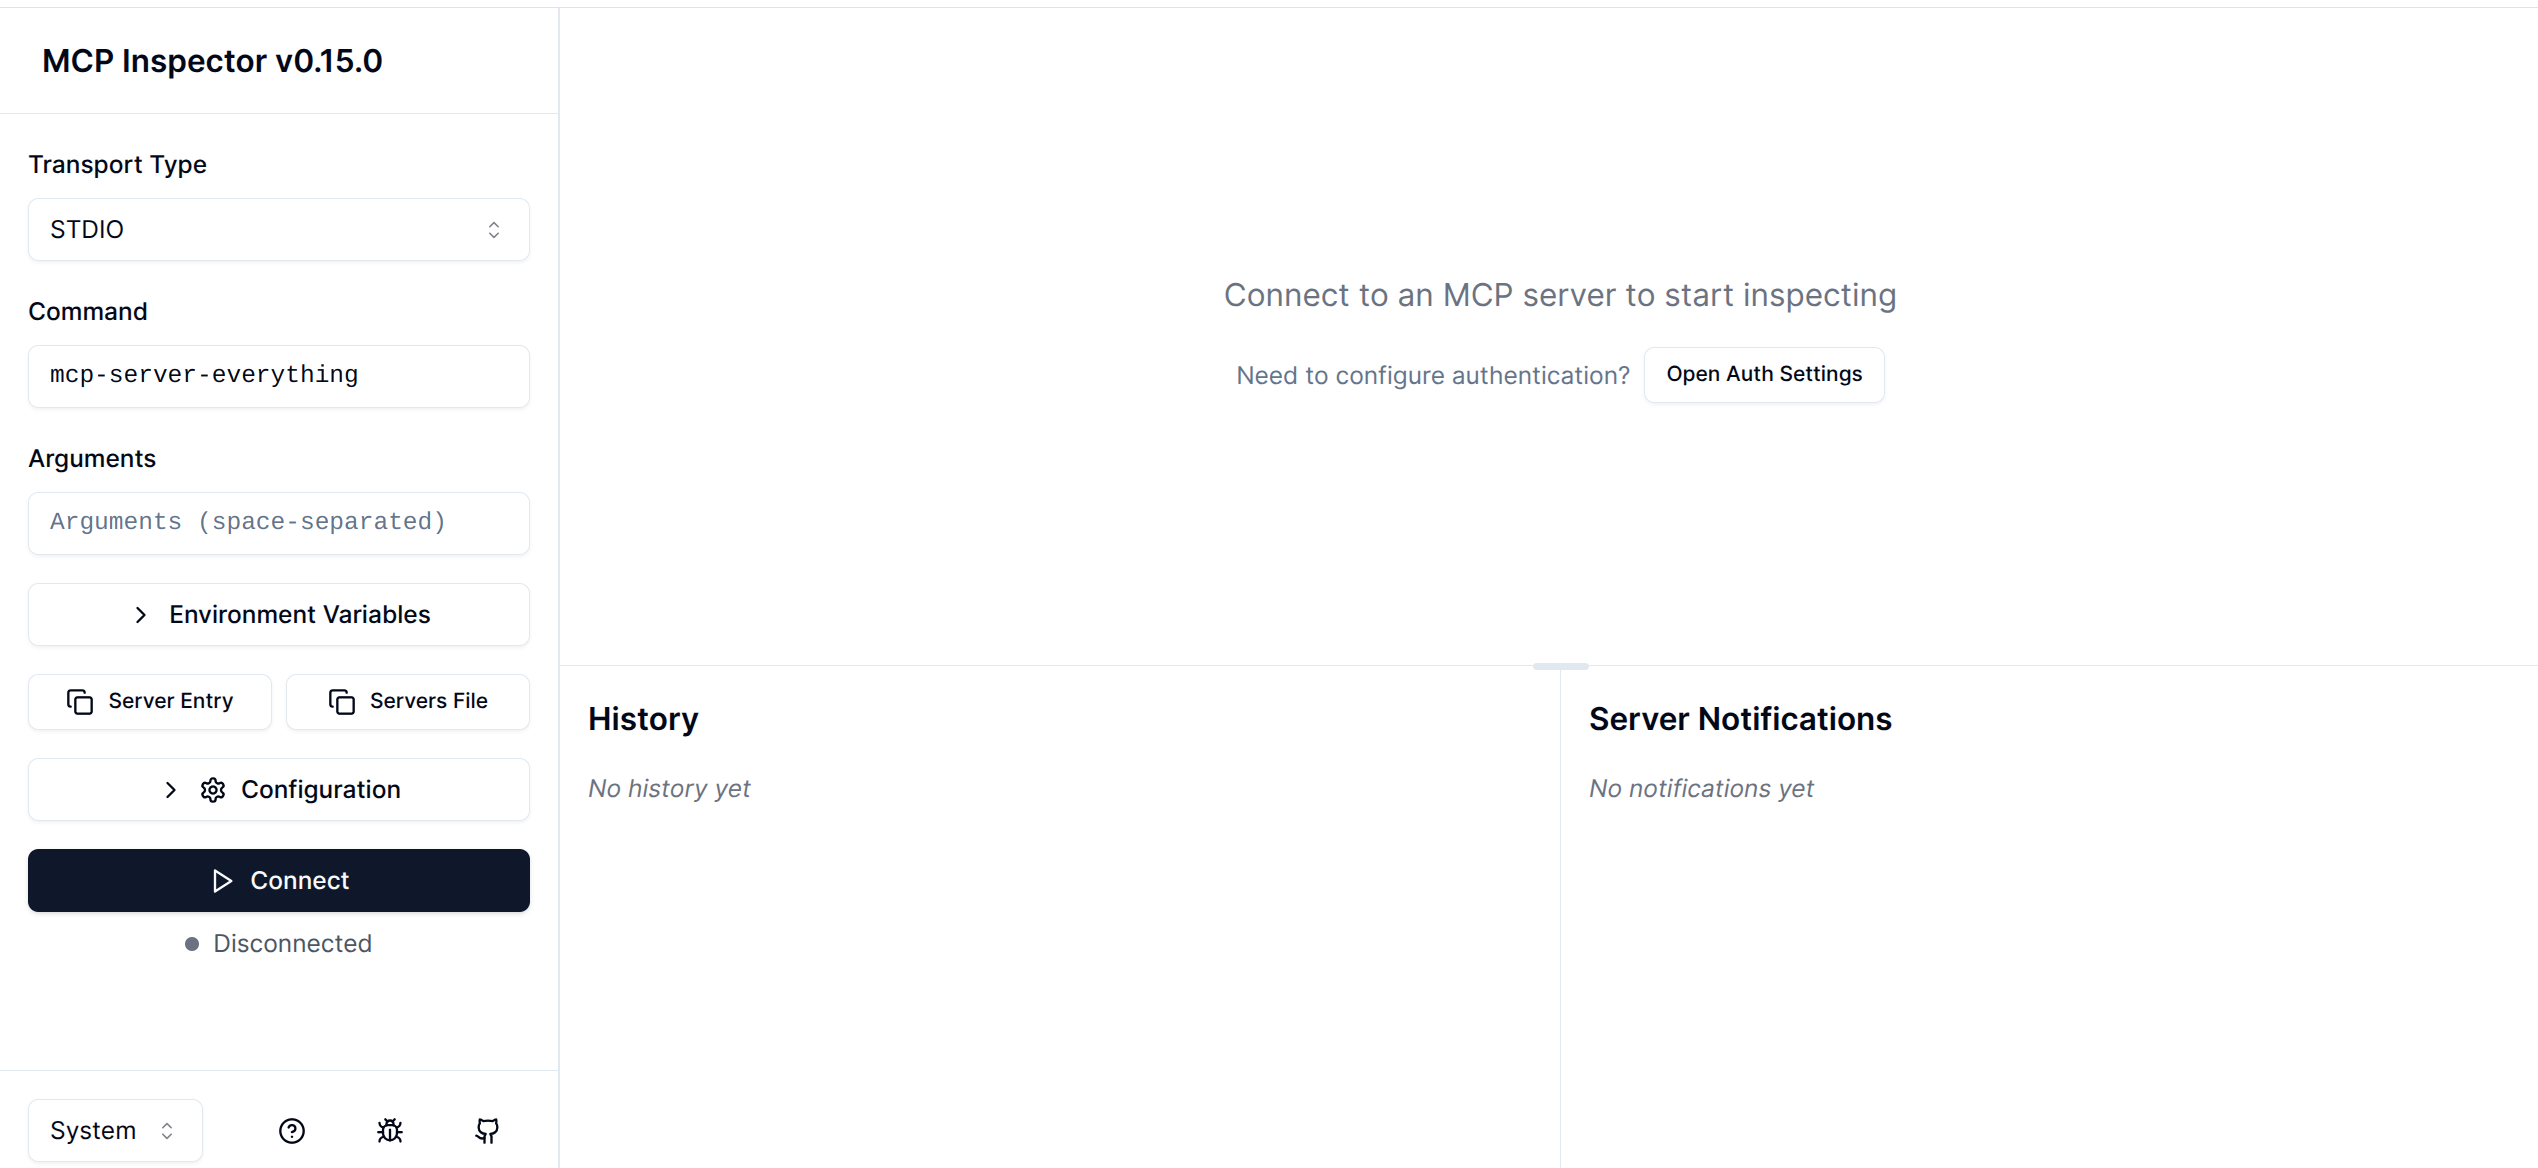 MCP Inspector v0.15.0
Transport Type
STDIO
Command
mcp-server-everything
Arguments
Arguments (space-separated)
Environment Variables
Server Entry
Servers File
Configuration
Connect
Disconnected
System
Connect to an MCP server to start inspecting
Need to configure authentication? Open Auth Settings
History
No history yet
Server Notifications
No notifications yet